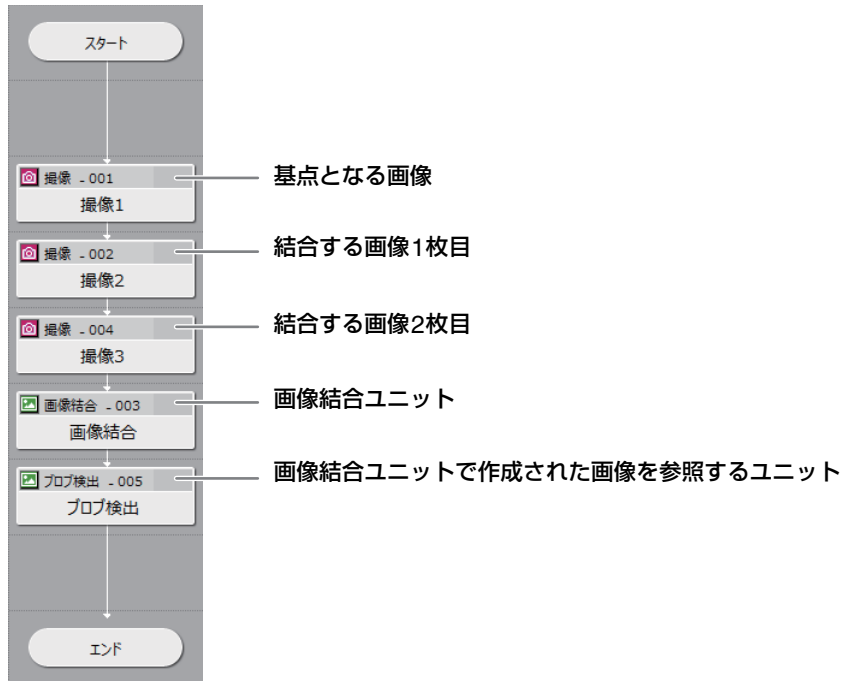 スタート
撮像 - 001
撮像1
基点となる画像
撮像 - 002
撮像2
結合する画像1枚目
撮像 - 004
撮像3
結合する画像2枚目
画像結合 - 003
画像結合
画像結合ユニット
ブロブ検出 - 005
ブロブ検出
画像結合ユニットで作成された画像を参照するユニット
エンド